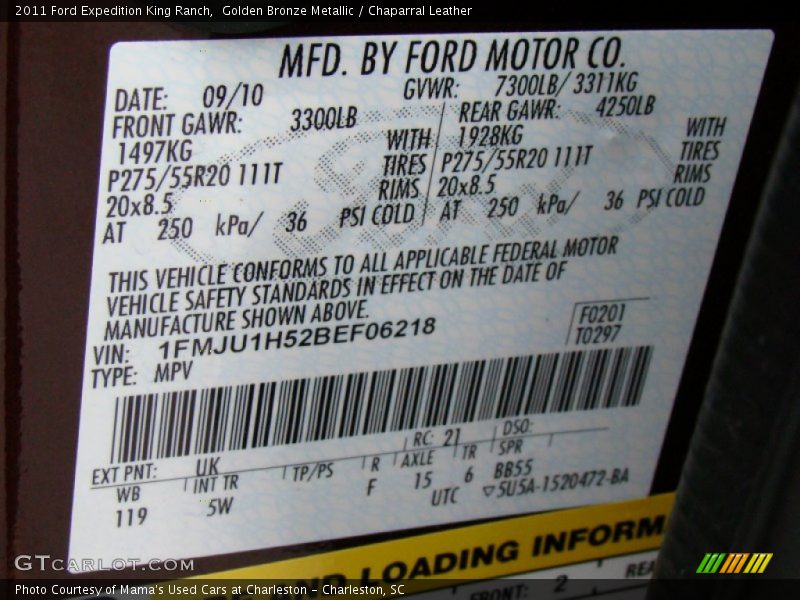 2011 Ford Expedition King Ranch,  Golden Bronze Metallic / Chaparral Leather
MFD. BY FORD MOTOR CO.
DATE: 09/10 GVWR: 7300LB/ 3311KG
FRONT GAWR: 3300LB REAR GAWR: 4250LB
1497KG WITH 1928KG WITH
P275/55R20 111T TIRES P275/55R20 111T TIRES
20x8.5 RIMS 20x8.5 RIMS
AT 250 kPa/ 36 PSI COLD AT 250 kPa/ 36 PSI COLD
THIS VEHICLE CONFORMS TO ALL APPLICABLE FEDERAL MOTOR
VEHICLE SAFETY STANDARDS IN EFFECT ON THE DATE OF
MANUFACTURE SHOWN ABOVE.
VIN: 1FMJU1H52BEF06218 F0201
TYPE: MPV T0297
EXT PNT: UK RC: 21 DSO:
WB INT TR TP/PS R AXLE TR SPR
119 5W F 15 6 BB55
UTC ▽5U5A-1520472-BA
AND LOADING INFORM
FRONT: 2 REA
GTCARLOT.COM
Photo Courtesy of Mama's Used Cars at Charleston - Charleston, SC